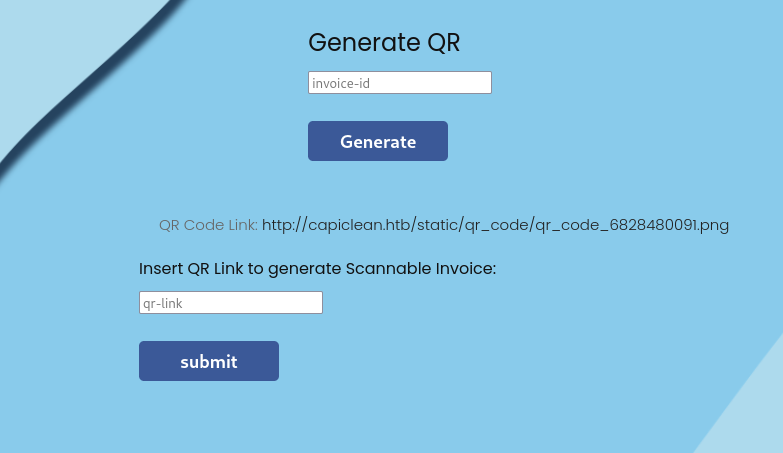 Generate QR
invoice-id
Generate
QR Code Link: http://capiclean.htb/static/qr_code/qr_code_6828480091.png
Insert QR Link to generate Scannable Invoice:
qr-link
submit